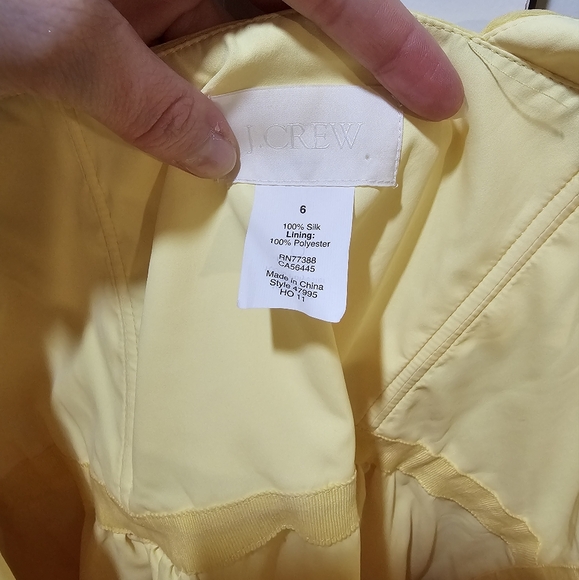 J.CREW
6
100% Silk
Lining:
100% Polyester
RN77388
CA56445
Made in China
Style 47995
HO 11